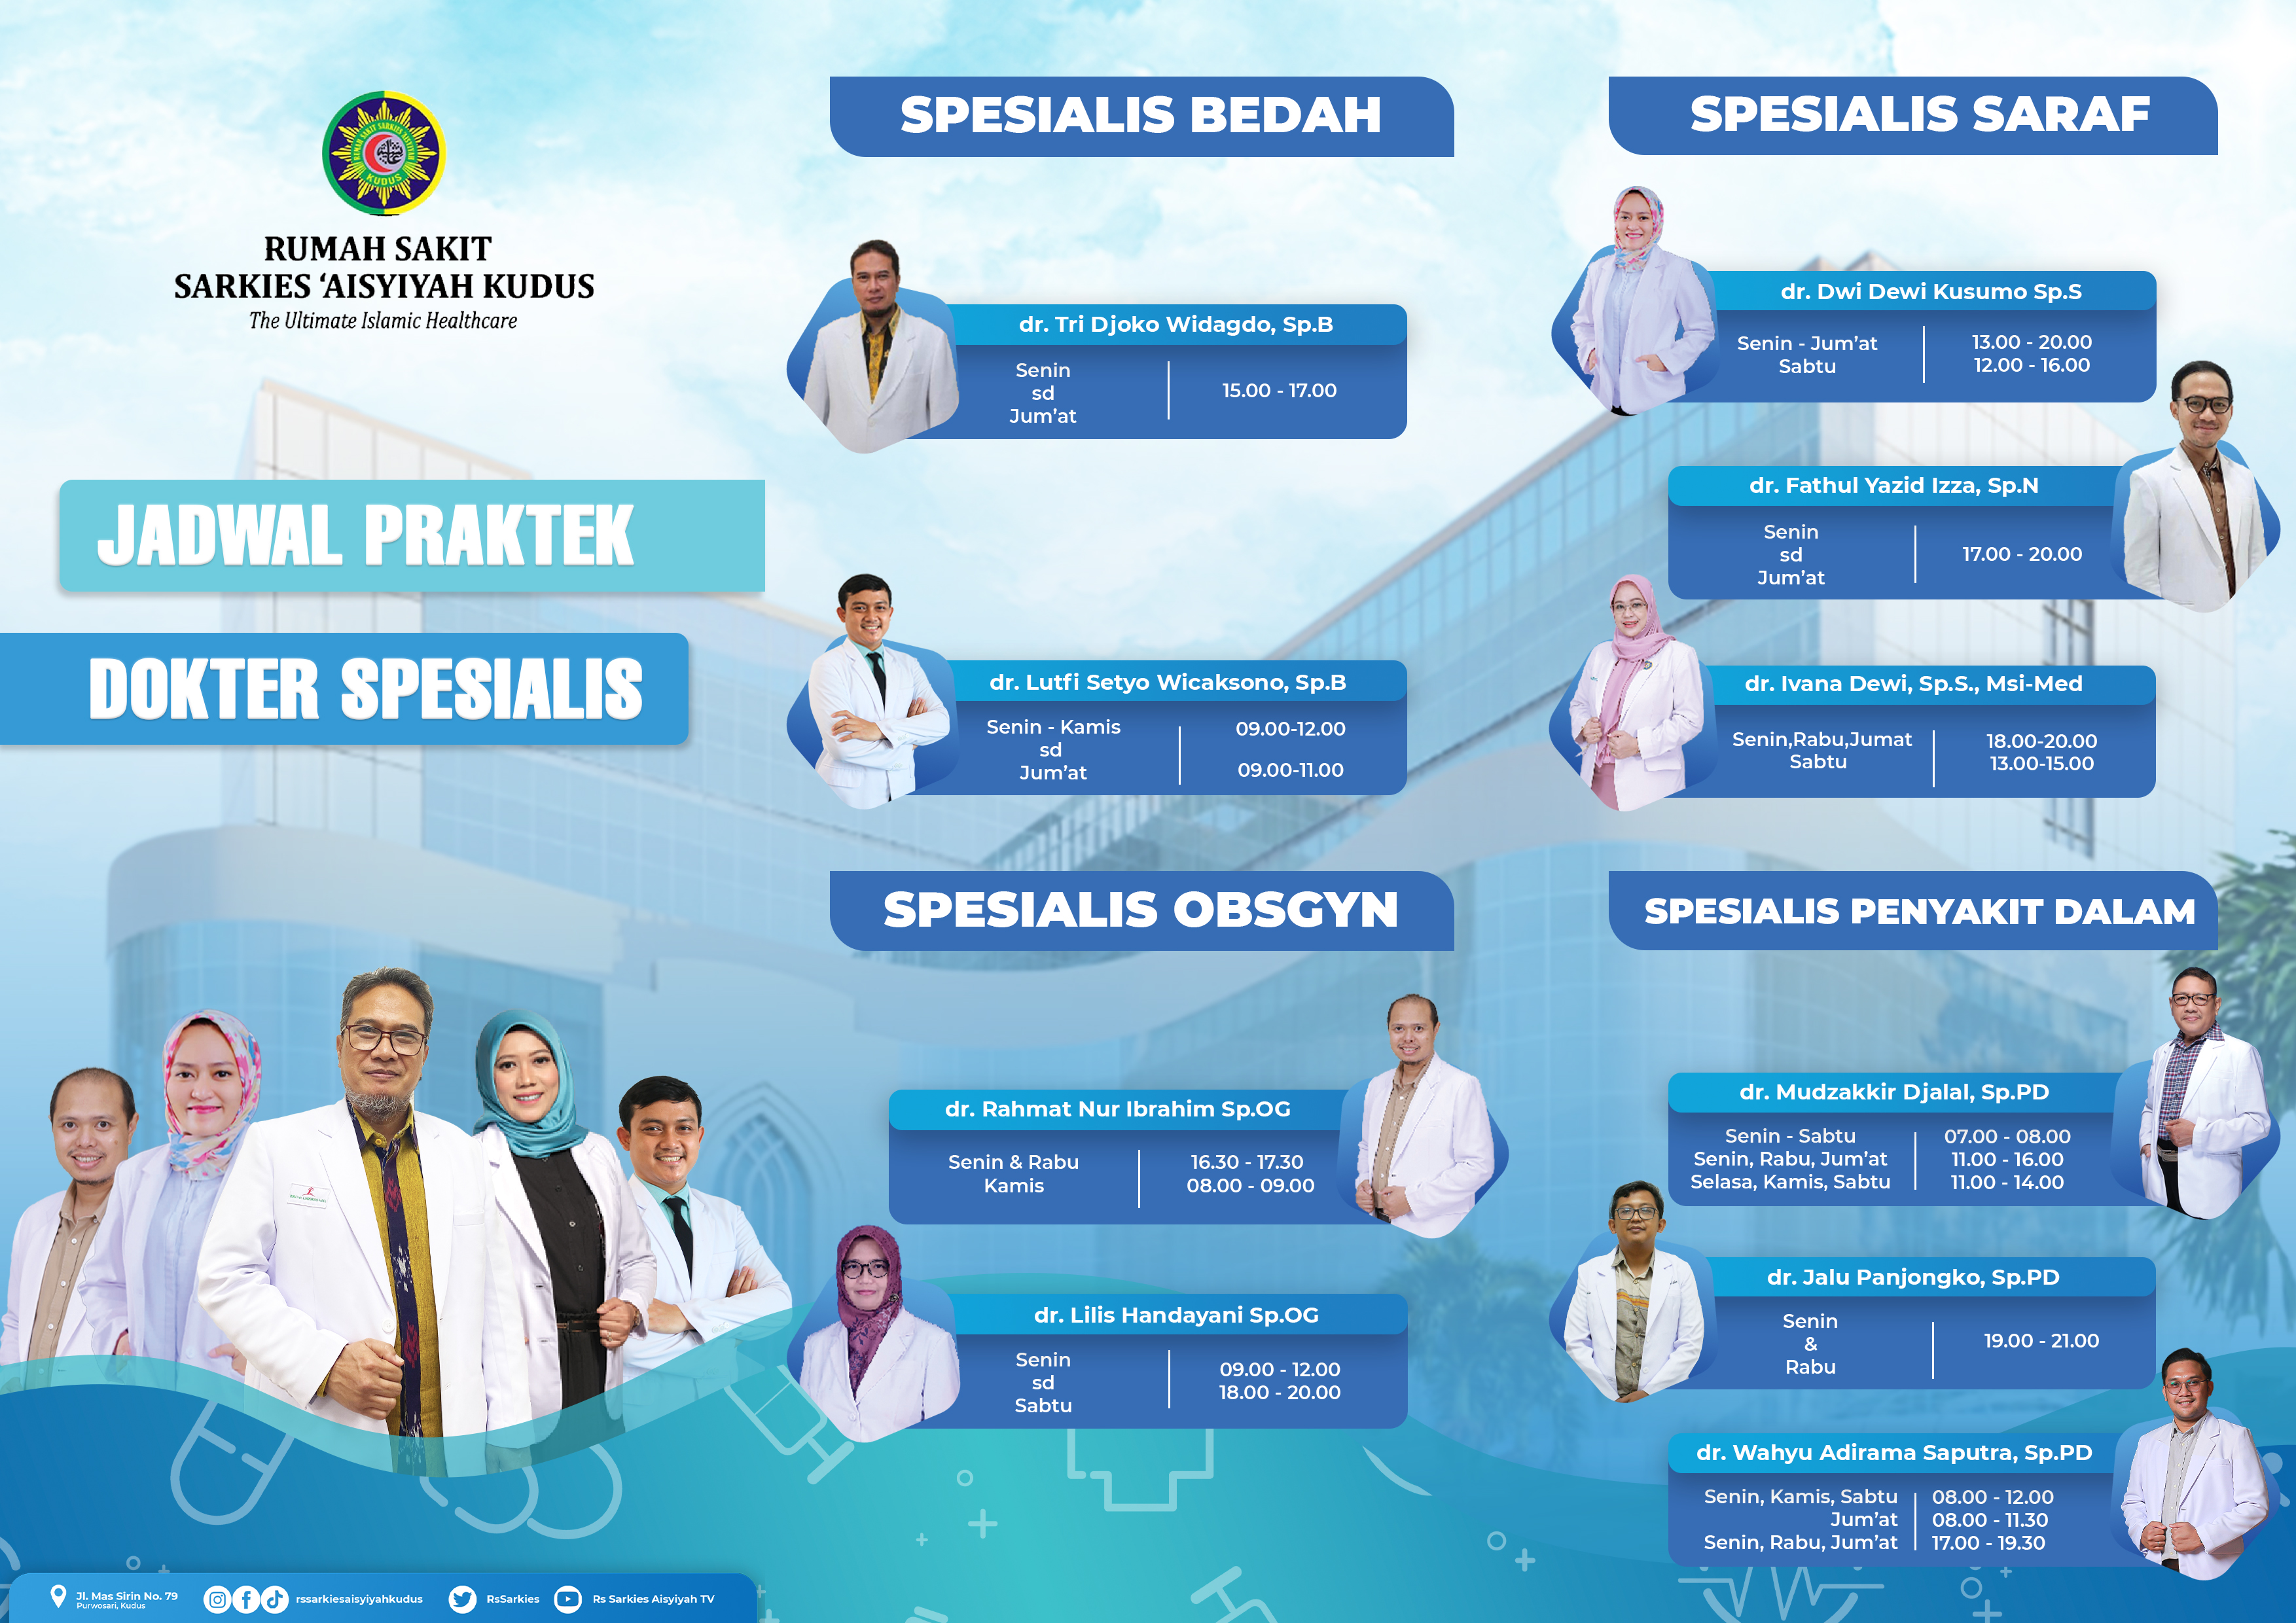 RUMAH SAKIT SARKIES AISYIYAH
KUDUS
RUMAH SAKIT
SARKIES ‘AISYIYAH KUDUS
The Ultimate Islamic Healthcare
JADWAL PRAKTEK
DOKTER SPESIALIS
SPESIALIS BEDAH
dr. Tri Djoko Widagdo, Sp.B
Senin
sd
Jum’at
15.00 - 17.00
dr. Lutfi Setyo Wicaksono, Sp.B
Senin - Kamis
sd
Jum’at
09.00-12.00
09.00-11.00
SPESIALIS SARAF
dr. Dwi Dewi Kusumo Sp.S
Senin - Jum’at
Sabtu
13.00 - 20.00
12.00 - 16.00
dr. Fathul Yazid Izza, Sp.N
Senin
sd
Jum’at
17.00 - 20.00
dr. Ivana Dewi, Sp.S., Msi-Med
Senin,Rabu,Jumat
Sabtu
18.00-20.00
13.00-15.00
SPESIALIS OBSGYN
dr. Rahmat Nur Ibrahim Sp.OG
Senin & Rabu
Kamis
16.30 - 17.30
08.00 - 09.00
dr. Lilis Handayani Sp.OG
Senin
sd
Sabtu
09.00 - 12.00
18.00 - 20.00
SPESIALIS PENYAKIT DALAM
dr. Mudzakkir Djalal, Sp.PD
Senin - Sabtu
Senin, Rabu, Jum’at
Selasa, Kamis, Sabtu
07.00 - 08.00
11.00 - 16.00
11.00 - 14.00
dr. Jalu Panjongko, Sp.PD
Senin
&
Rabu
19.00 - 21.00
dr. Wahyu Adirama Saputra, Sp.PD
Senin, Kamis, Sabtu
Jum’at
Senin, Rabu, Jum’at
08.00 - 12.00
08.00 - 11.30
17.00 - 19.30
Jl. Mas Sirin No. 79
Purwosari, Kudus
rssarkiesaisyiyahkudus
RsSarkies
Rs Sarkies Aisyiyah TV